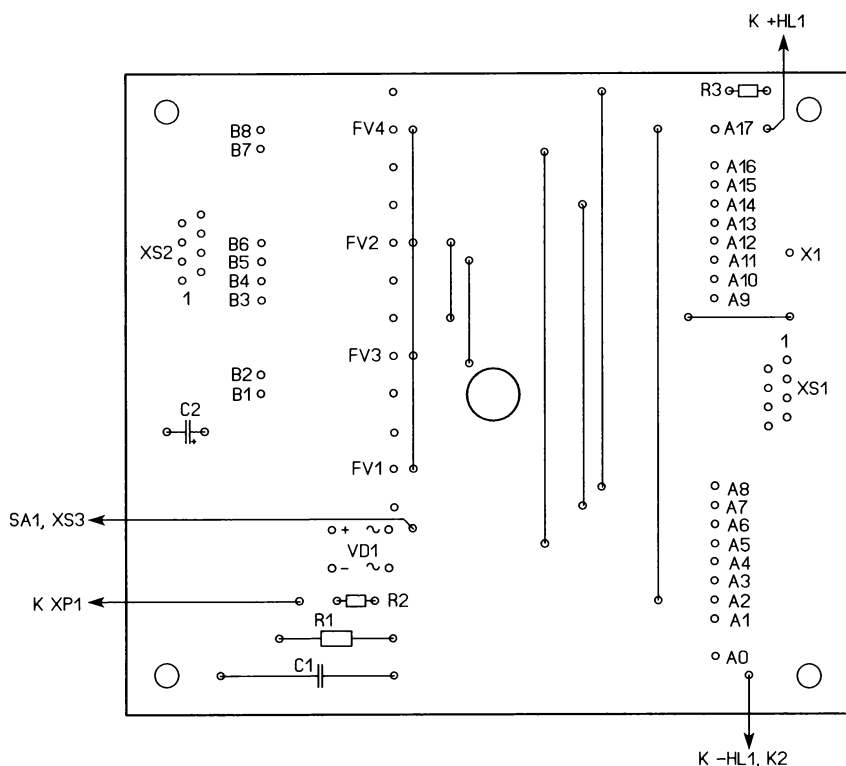 K +HL1
R3
B8
FV4
A17
B7
A16
A15
A14
A13
XS2
B6
FV2
A12
X1
B5
A11
B4
A10
1
B3
A9
1
FV3
B2
XS1
B1
C2
+
FV1
A8
A7
SA1, XS3
A6
+ ~
VD1
A5
- ~
A4
A3
K XP1
R2
A2
R1
A1
C1
A0
K -HL1, K2